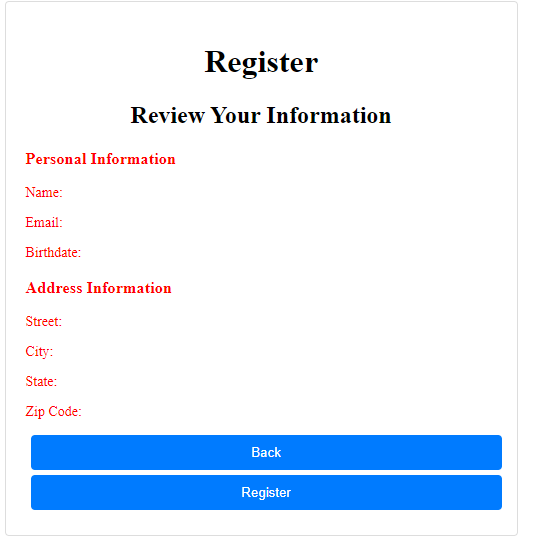 Register
Review Your Information
Personal Information
Name:
Email:
Birthdate:
Address Information
Street:
City:
State:
Zip Code:
Back
Register